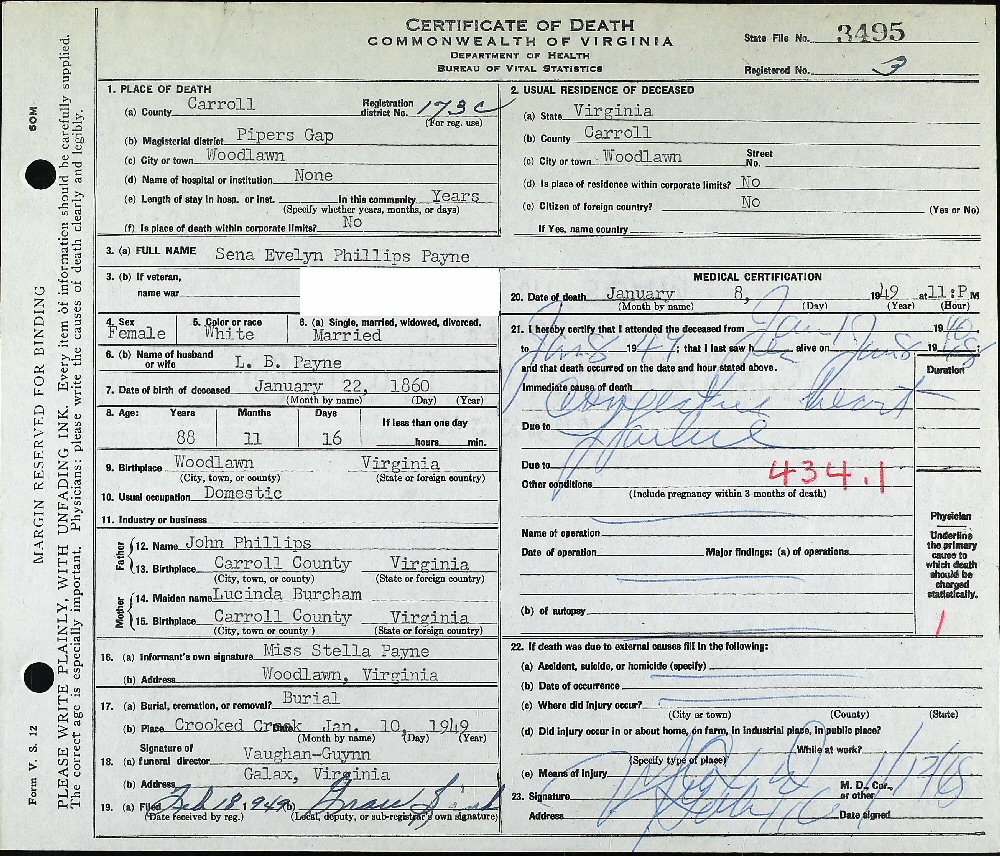 CERTIFICATE OF DEATH
COMMONWEALTH OF VIRGINIA
DEPARTMENT OF HEALTH
BUREAU OF VITAL STATISTICS
State File No. 3495
Registered No. 3
60M
MARGIN RESERVED FOR BINDING
PLEASE WRITE PLAINLY, WITH UNFADING INK. Every item of information should be carefully supplied.
The correct age is especially important. Physicians: please write the causes of death clearly and legibly.
Form V. S. 12
1. PLACE OF DEATH
(a) County Carroll Registration district No. 173C
(For reg. use)
(b) Magisterial district Pipers Gap
(c) City or town Woodlawn
(d) Name of hospital or institution None
(e) Length of stay in hosp. or inst. In this community Years
(Specify whether years, months, or days)
(f) Is place of death within corporate limits? No
2. USUAL RESIDENCE OF DECEASED
(a) State Virginia
(b) County Carroll
(c) City or town Woodlawn Street No.
(d) Is place of residence within corporate limits? No
(e) Citizen of foreign country? No (Yes or No)
If Yes, name country
3. (a) FULL NAME Sena Evelyn Phillips Payne
3. (b) If veteran,
name war
4. Sex Female
5. Color or race White
6. (a) Single, married, widowed, divorced. Married
6. (b) Name of husband or wife L. B. Payne
7. Date of birth of deceased January 22, 1860
(Month by name) (Day) (Year)
8. Age: Years Months Days If less than one day
88 11 16 hours min.
9. Birthplace Woodlawn Virginia
(City, town, or county) (State or foreign country)
10. Usual occupation Domestic
11. Industry or business
Father
12. Name John Phillips
13. Birthplace Carroll County Virginia
(City, town, or county) (State or foreign country)
Mother
14. Maiden name Lucinda Burcham
15. Birthplace Carroll County Virginia
(City, town or county ) (State or foreign country)
16. (a) Informant's own signature Miss Stella Payne
(b) Address Woodlawn, Virginia
17. (a) Burial, cremation, or removal? Burial
(b) Place Crooked Creek Jan. 10, 1949
(Month by name) (Day) (Year)
18. Signature of
(a) funeral director Vaughan-Guynn
(b) Address Galax, Virginia
19. (a) Filed Feb 18, 1949 (b)
(Date received by reg.) (Local, deputy, or sub-registrar's own signature)
MEDICAL CERTIFICATION
20. Date of death January 8, 1949 at 11:P M
(Month by name) (Day) (Year) (Hour)
21. I hereby certify that I attended the deceased from Jan 1 19
to Jan 8 1949; that I last saw her alive on Jan 8 19
and that death occurred on the date and hour stated above.
Duration
Immediate cause of death
Congestive heart
Due to failure
Due to
434.1
Other conditions
(Include pregnancy within 3 months of death)
Name of operation
Date of operation Major findings: (a) of operations
(b) of autopsy
Physician
Underline
the primary
cause to
which death
should be
charged
statistically.
1
22. If death was due to external causes fill in the following:
(a) Accident, suicide, or homicide (specify)
(b) Date of occurrence
(c) Where did injury occur?
(City or town) (County) (State)
(d) Did injury occur in or about home, on farm, in industrial place, in public place?
While at work?
(Specify type of place)
(e) Means of Injury
23. Signature M. D., Cor., or other
Address Date signed